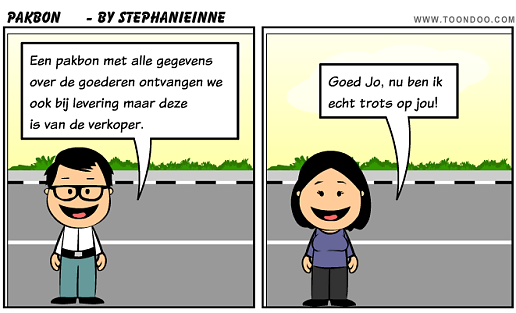 PAKBON - BY STEPHANIEINNE
WWW.TOONDOO.COM
Een pakbon met alle gegevens
over de goederen ontvangen we
ook bij levering maar deze
is van de verkoper.
Goed Jo, nu ben ik
echt trots op jou!